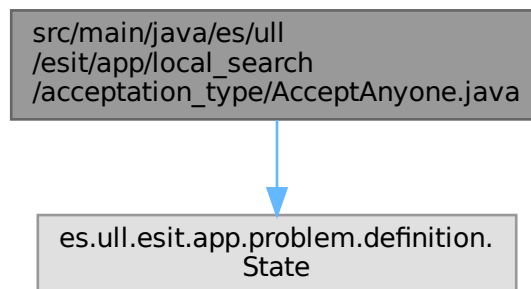 src/main/java/es/ull
/esit/app/local_search
/acceptation_type/AcceptAnyone.java
es.ull.esit.app.problem.definition.
State